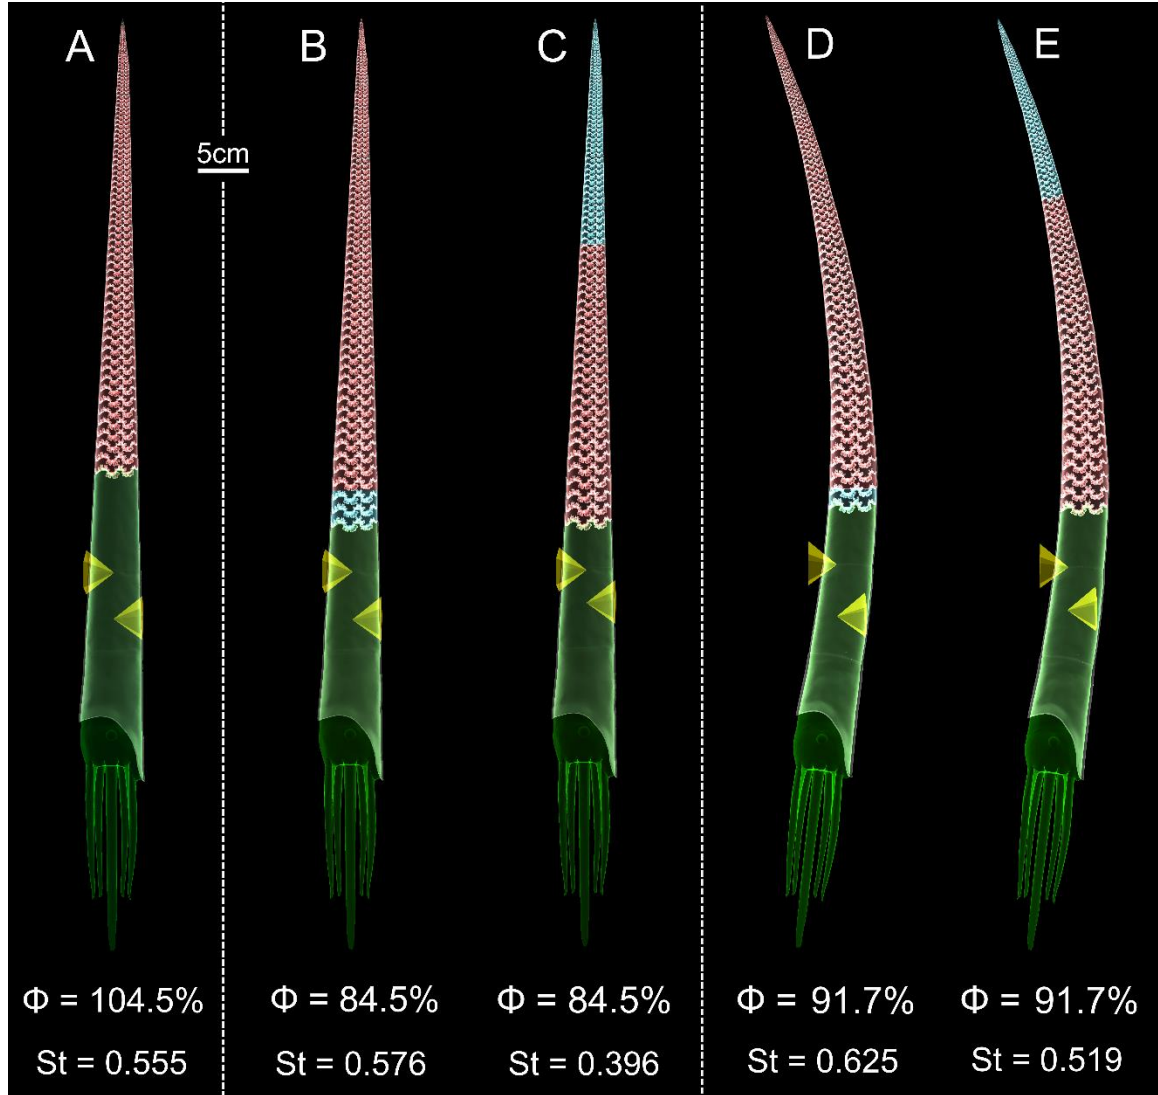 A
B
C
D
E
5cm
Φ = 104.5%
Φ = 84.5%
Φ = 84.5%
Φ = 91.7%
Φ = 91.7%
St = 0.555
St = 0.576
St = 0.396
St = 0.625
St = 0.519